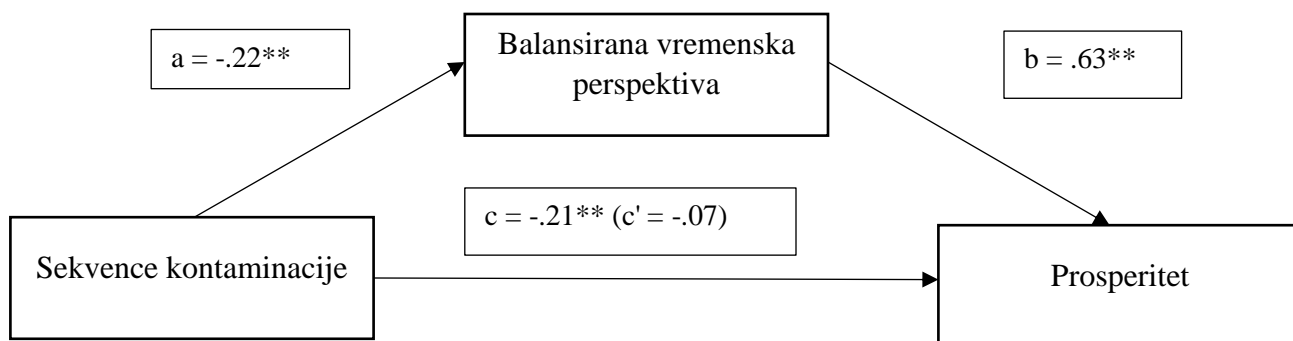 a = -.22**
Balansirana vremenska
perspektiva
b = .63**
c = -.21** (c' = -.07)
Sekvence kontaminacije
Prosperitet